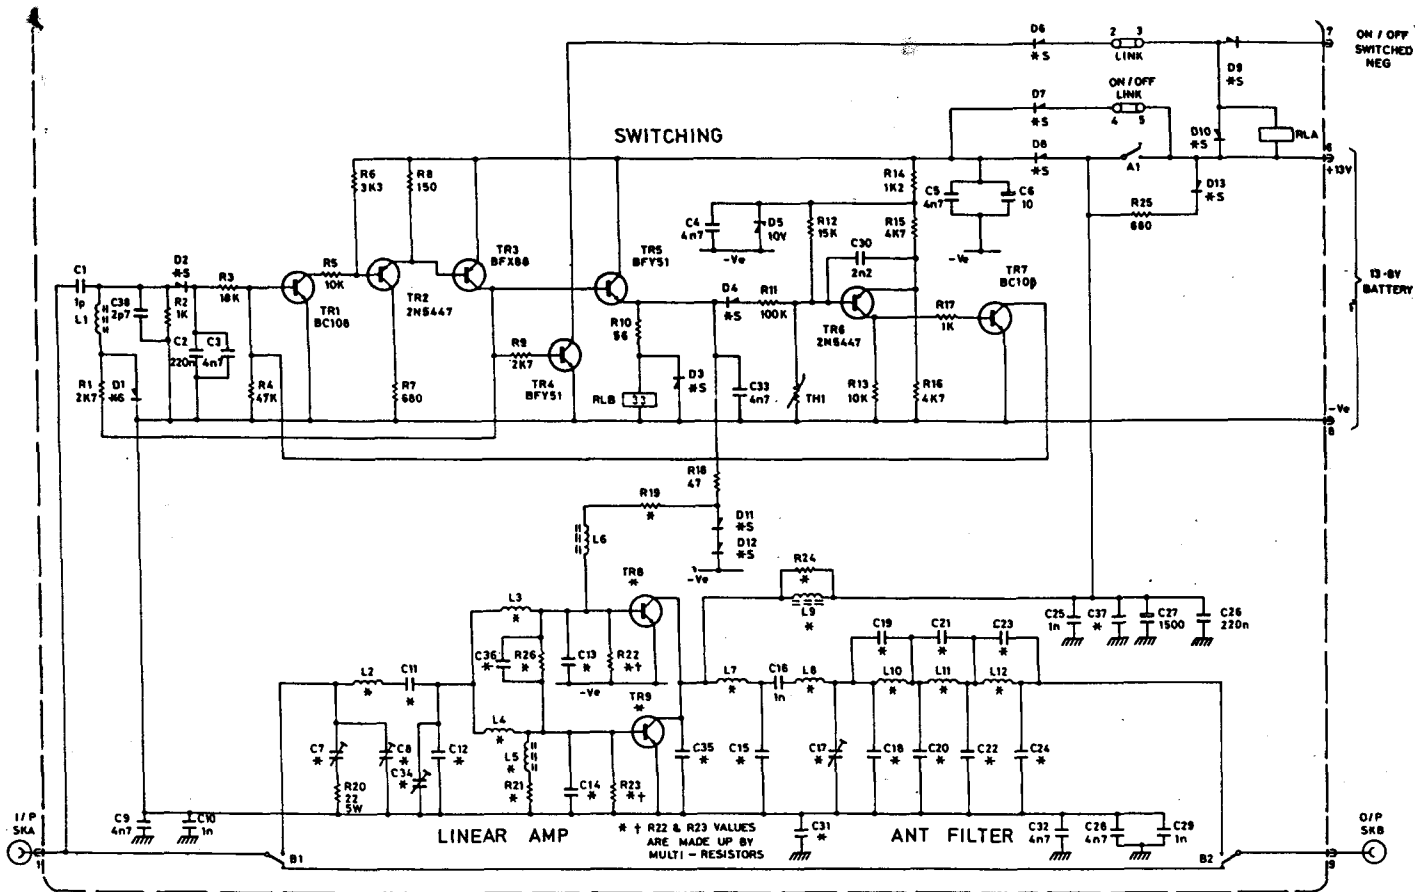 D6
*S
2 3
LINK
7
ON / OFF
SWITCHED
NEG
D9
*S
ON / OFF
LINK
D7
*S
4 5
SWITCHING
D10
*S
RLA
D8
*S
A1
6
+13V
R6
3K3
R8
150
R14
1K2
C5
4n7
C6
10
D13
*S
R25
680
C4
4n7
D5
10V
R12
15K
R15
4K7
-Ve
-Ve
C30
2n2
TR3
BFX88
TR5
BFY51
TR7
D2
*S
R3
18K
R5
10K
C1
1p
L1
C38
2p7
R2
1K
TR1
BC108
TR2
2N5447
D4
*S
R11
100K
TR6
2N5447
R17
1K
13·8V
BATTERY
C2
220n
C3
4n7
R10
56
R9
2K7
TR4
BFY51
R1
2K7
D1
*S
R4
47K
R7
680
RLB
33
D3
*S
C33
4n7
TH1
R13
10K
R16
4K7
-Ve
8
R18
47
R19
*
L6
D11
*S
D12
*S
-Ve
R24
*
L9
*
TR8
*
L3
*
C25
1n
C37
*
C27
1500
C26
220n
C36
*
R26
*
C13
*
R22
*†
C19
*
C21
*
C23
*
L2
*
C11
*
-Ve
L7
*
C16
1n
L8
*
L10
*
L11
*
L12
*
TR9
*
L4
*
C7
*
C8
*
C34
*
C12
*
L5
*
R21
*
C14
*
R23
*†
C35
*
C15
*
C17
*
C18
*
C20
*
C22
*
C24
*
R20
22
5W
I/P
SKA
1
C9
4n7
C10
1n
LINEAR AMP
* † R22 & R23 VALUES
ARE MADE UP BY
MULTI - RESISTORS
C31
*
ANT FILTER
C32
4n7
C28
4n7
C29
1n
O/P
SKB
9
B1
B2